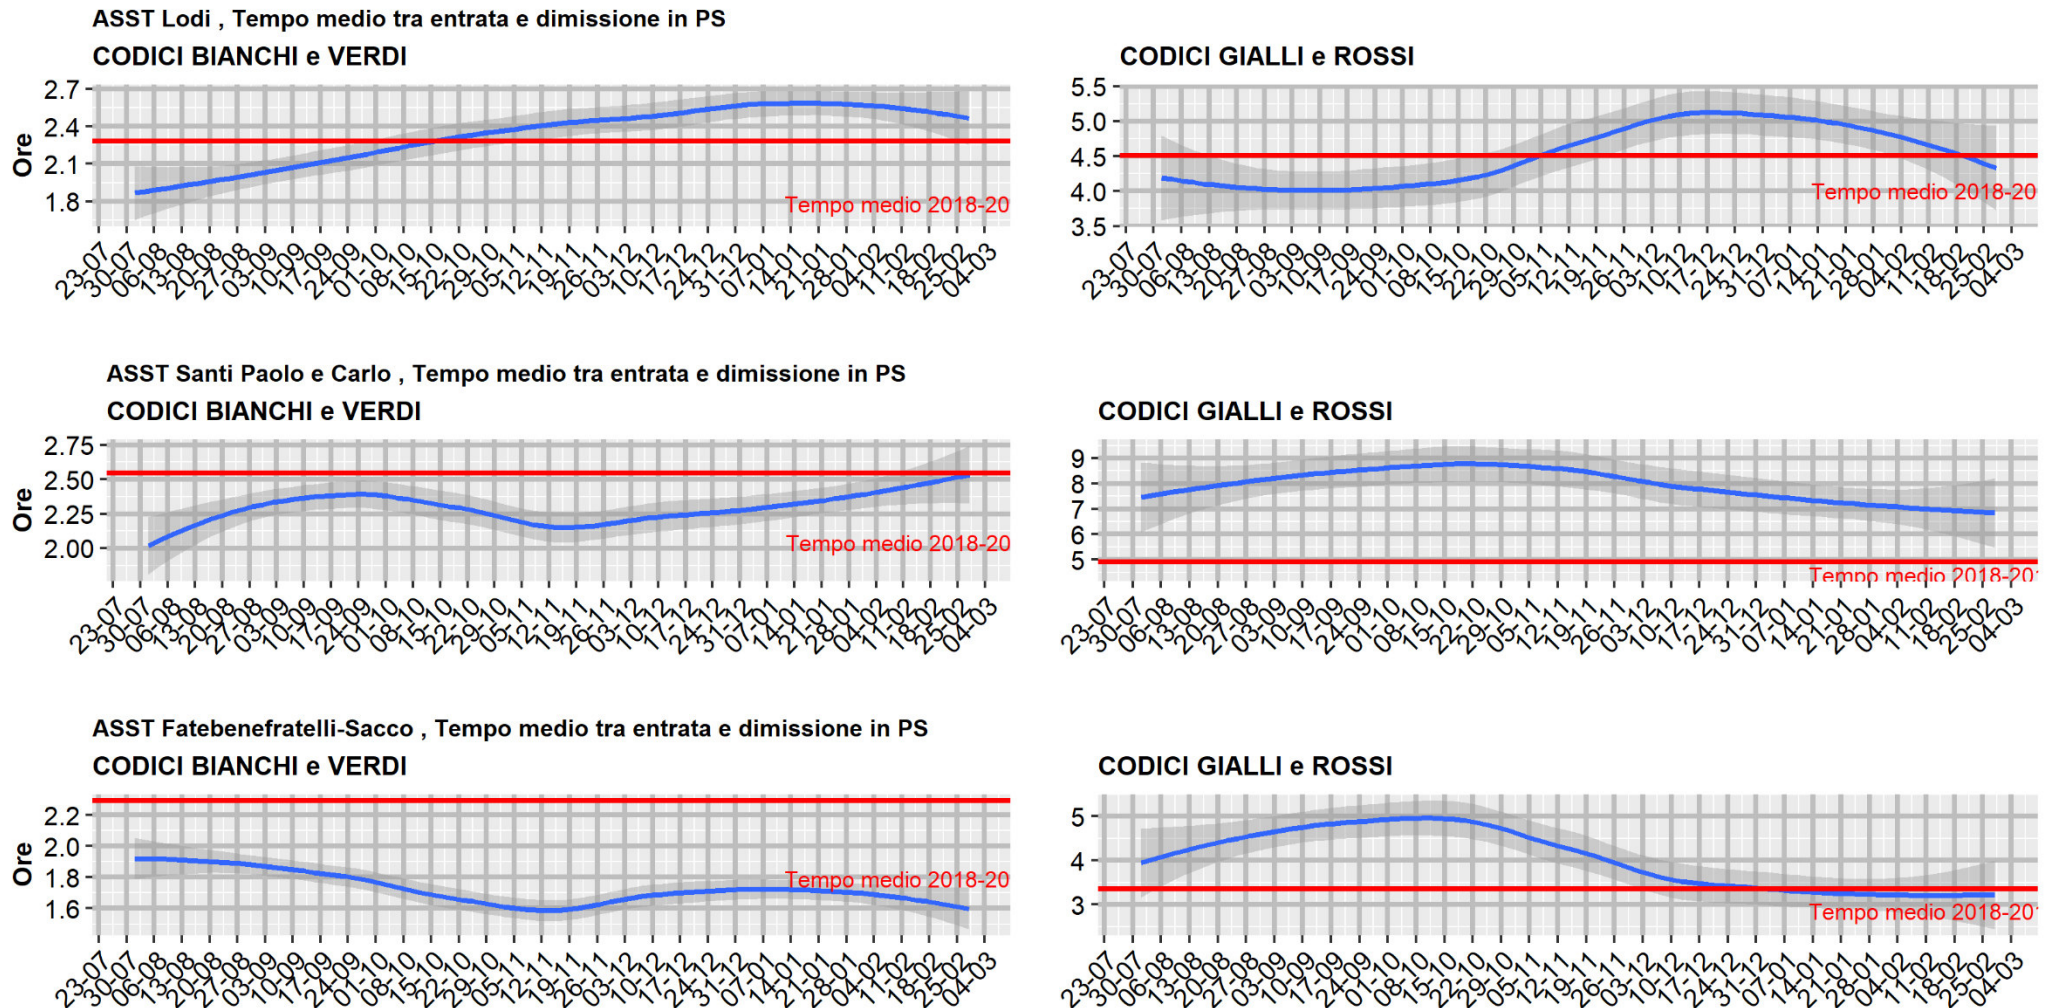 ASST Lodi , Tempo medio tra entrata e dimissione in PS
CODICI BIANCHI e VERDI
Ore
2.7
2.4
2.1
1.8
Tempo medio 2018-20
23-07 30-07 06-08 13-08 20-08 27-08 03-09 10-09 17-09 24-09 01-10 08-10 15-10 22-10 29-10 05-11 12-11 19-11 26-11 03-12 10-12 17-12 24-12 31-12 07-01 14-01 21-01 28-01 04-02 11-02 18-02 25-02 04-03
CODICI GIALLI e ROSSI
5.5
5.0
4.5
4.0
3.5
Tempo medio 2018-20
23-07 30-07 06-08 13-08 20-08 27-08 03-09 10-09 17-09 24-09 01-10 08-10 15-10 22-10 29-10 05-11 12-11 19-11 26-11 03-12 10-12 17-12 24-12 31-12 07-01 14-01 21-01 28-01 04-02 11-02 18-02 25-02 04-03
ASST Santi Paolo e Carlo , Tempo medio tra entrata e dimissione in PS
CODICI BIANCHI e VERDI
Ore
2.75
2.50
2.25
2.00
Tempo medio 2018-20
23-07 30-07 06-08 13-08 20-08 27-08 03-09 10-09 17-09 24-09 01-10 08-10 15-10 22-10 29-10 05-11 12-11 19-11 26-11 03-12 10-12 17-12 24-12 31-12 07-01 14-01 21-01 28-01 04-02 11-02 18-02 25-02 04-03
CODICI GIALLI e ROSSI
9
8
7
6
5
Tempo medio 2018-201
23-07 30-07 06-08 13-08 20-08 27-08 03-09 10-09 17-09 24-09 01-10 08-10 15-10 22-10 29-10 05-11 12-11 19-11 26-11 03-12 10-12 17-12 24-12 31-12 07-01 14-01 21-01 28-01 04-02 11-02 18-02 25-02 04-03
ASST Fatebenefratelli-Sacco , Tempo medio tra entrata e dimissione in PS
CODICI BIANCHI e VERDI
Ore
2.2
2.0
1.8
1.6
Tempo medio 2018-20
23-07 30-07 06-08 13-08 20-08 27-08 03-09 10-09 17-09 24-09 01-10 08-10 15-10 22-10 29-10 05-11 12-11 19-11 26-11 03-12 10-12 17-12 24-12 31-12 07-01 14-01 21-01 28-01 04-02 11-02 18-02 25-02 04-03
CODICI GIALLI e ROSSI
5
4
3
Tempo medio 2018-201
23-07 30-07 06-08 13-08 20-08 27-08 03-09 10-09 17-09 24-09 01-10 08-10 15-10 22-10 29-10 05-11 12-11 19-11 26-11 03-12 10-12 17-12 24-12 31-12 07-01 14-01 21-01 28-01 04-02 11-02 18-02 25-02 04-03